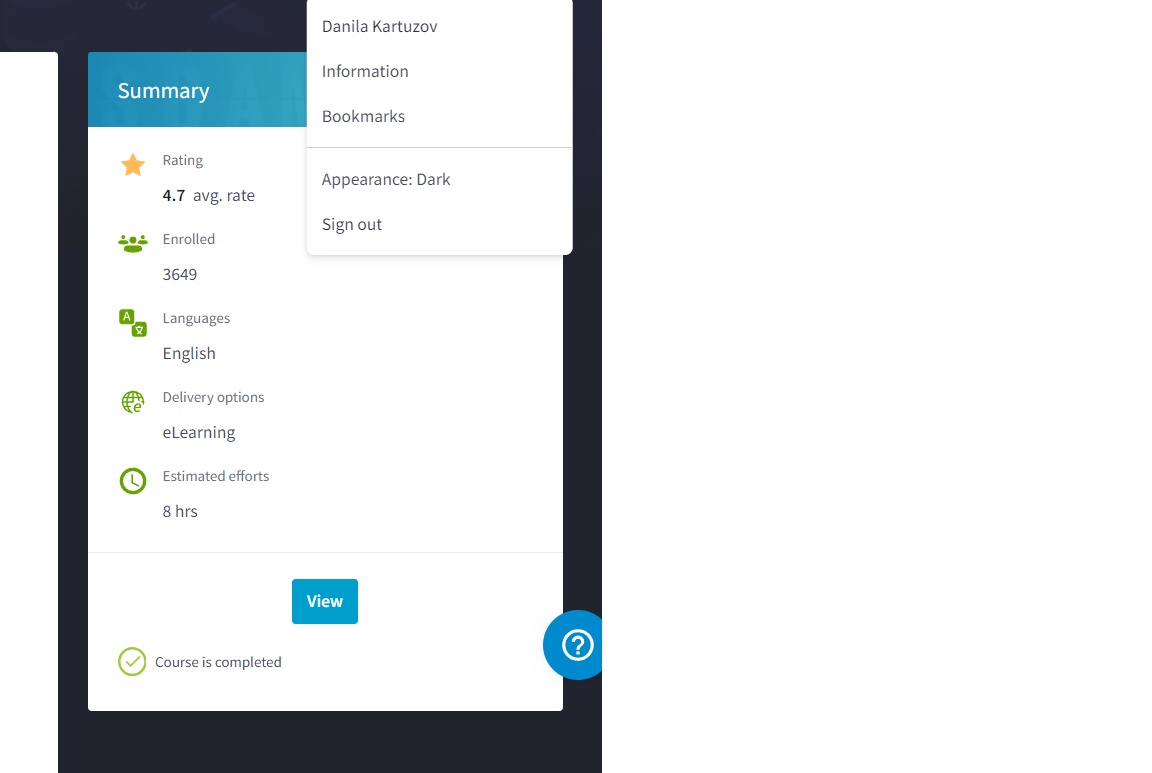 Danila Kartuzov
Information
Bookmarks
Appearance: Dark
Sign out
Summary
Rating
4.7 avg. rate
Enrolled
3649
Languages
English
Delivery options
eLearning
Estimated efforts
8 hrs
View
Course is completed